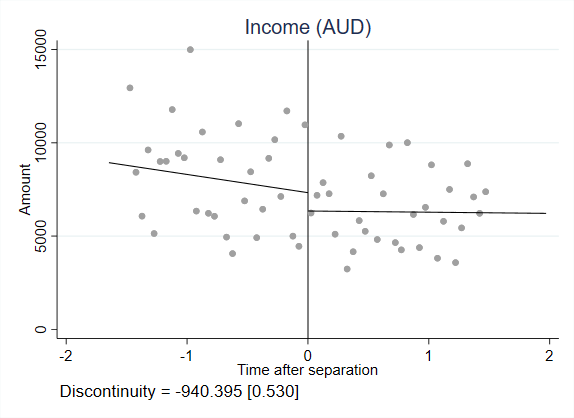 Income (AUD)
15000
10000
5000
0
Amount
-2 -1 0 1 2
Time after separation
Discontinuity = -940.395 [0.530]